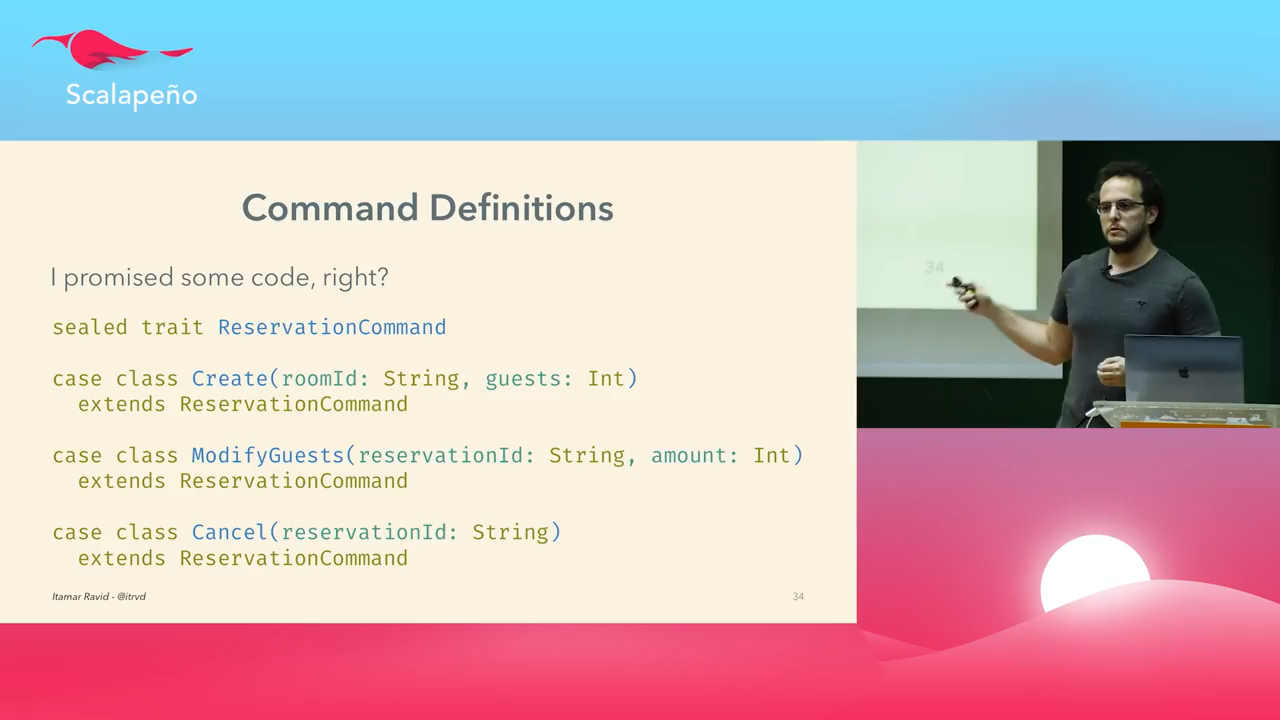 Scalapeño
Command Definitions
I promised some code, right?
sealed trait ReservationCommand
case class Create(roomId: String, guests: Int)
extends ReservationCommand
case class ModifyGuests(reservationId: String, amount: Int)
extends ReservationCommand
case class Cancel(reservationId: String)
extends ReservationCommand
Itamar Ravid - @itrvd
34
34